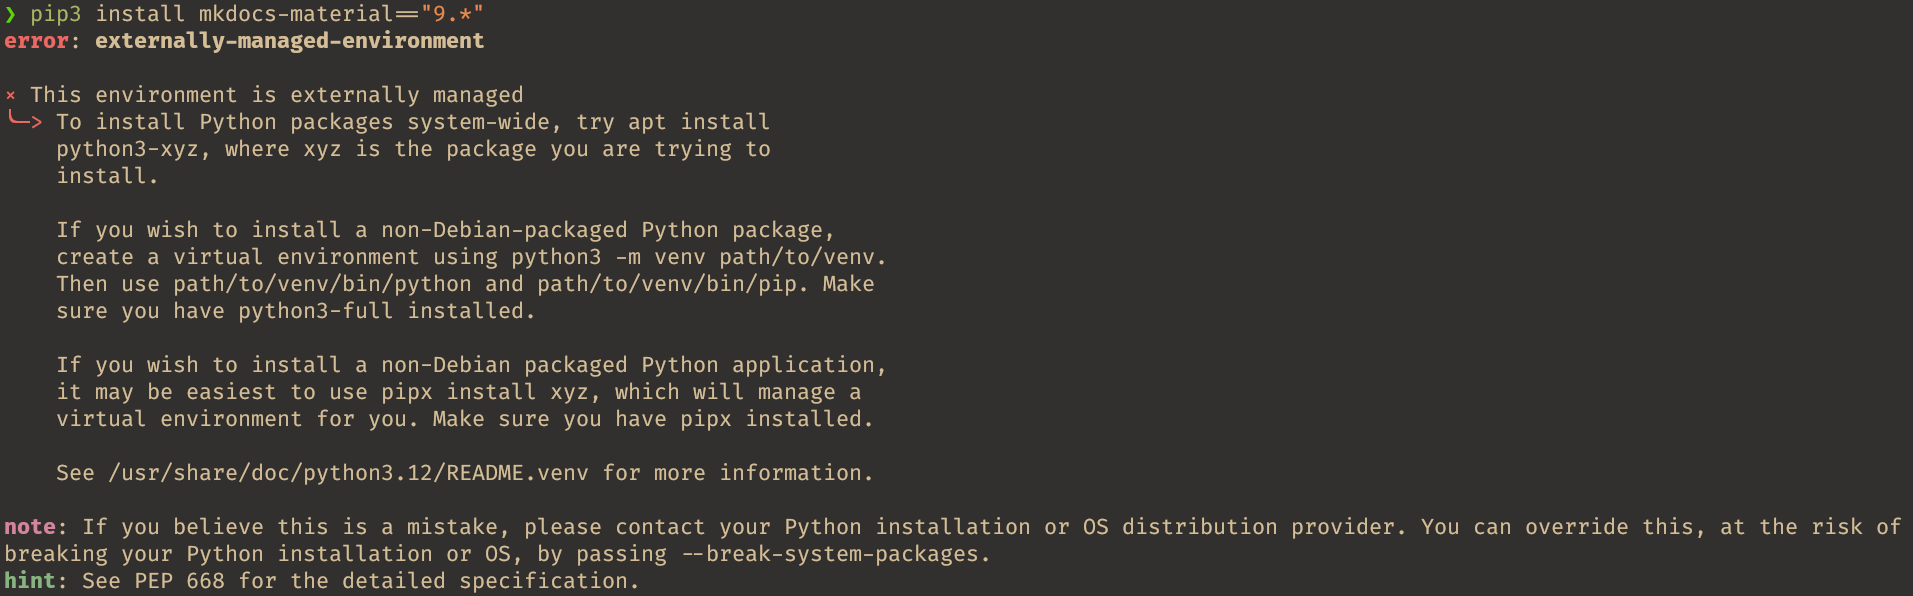 ❯ pip3 install mkdocs-material=="9.*"
error: externally-managed-environment

× This environment is externally managed
╰─> To install Python packages system-wide, try apt install
    python3-xyz, where xyz is the package you are trying to
    install.

    If you wish to install a non-Debian-packaged Python package,
    create a virtual environment using python3 -m venv path/to/venv.
    Then use path/to/venv/bin/python and path/to/venv/bin/pip. Make
    sure you have python3-full installed.

    If you wish to install a non-Debian packaged Python application,
    it may be easiest to use pipx install xyz, which will manage a
    virtual environment for you. Make sure you have pipx installed.

    See /usr/share/doc/python3.12/README.venv for more information.

note: If you believe this is a mistake, please contact your Python installation or OS distribution provider. You can override this, at the risk of
breaking your Python installation or OS, by passing --break-system-packages.
hint: See PEP 668 for the detailed specification.